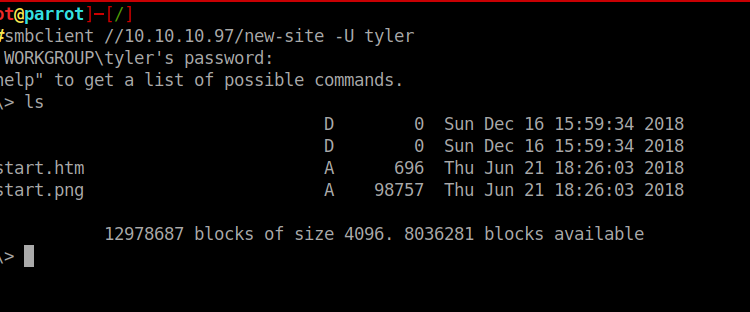 ot@parrot]-[/]
#smbclient //10.10.10.97/new-site -U tyler
WORKGROUP\tyler's password:
help" to get a list of possible commands.
\> ls
D 0 Sun Dec 16 15:59:34 2018
D 0 Sun Dec 16 15:59:34 2018
start.htm A 696 Thu Jun 21 18:26:03 2018
start.png A 98757 Thu Jun 21 18:26:03 2018
12978687 blocks of size 4096. 8036281 blocks available
\>